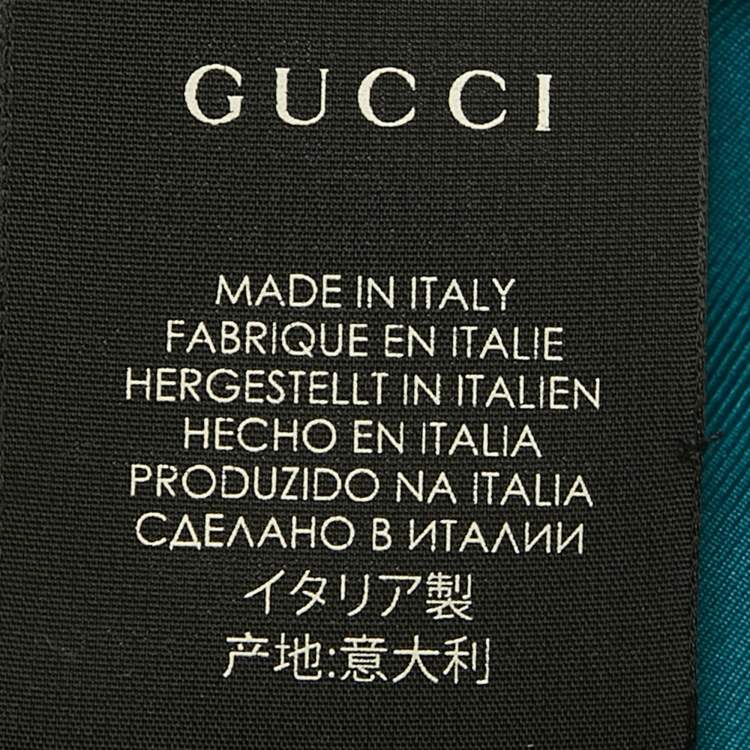 GUCCI
MADE IN ITALY
FABRIQUE EN ITALIE
HERGESTELLT IN ITALIEN
HECHO EN ITALIA
PRODUZIDO NA ITALIA
СДЕЛАНО В ИТАЛИИ
イタリア製
产地:意大利